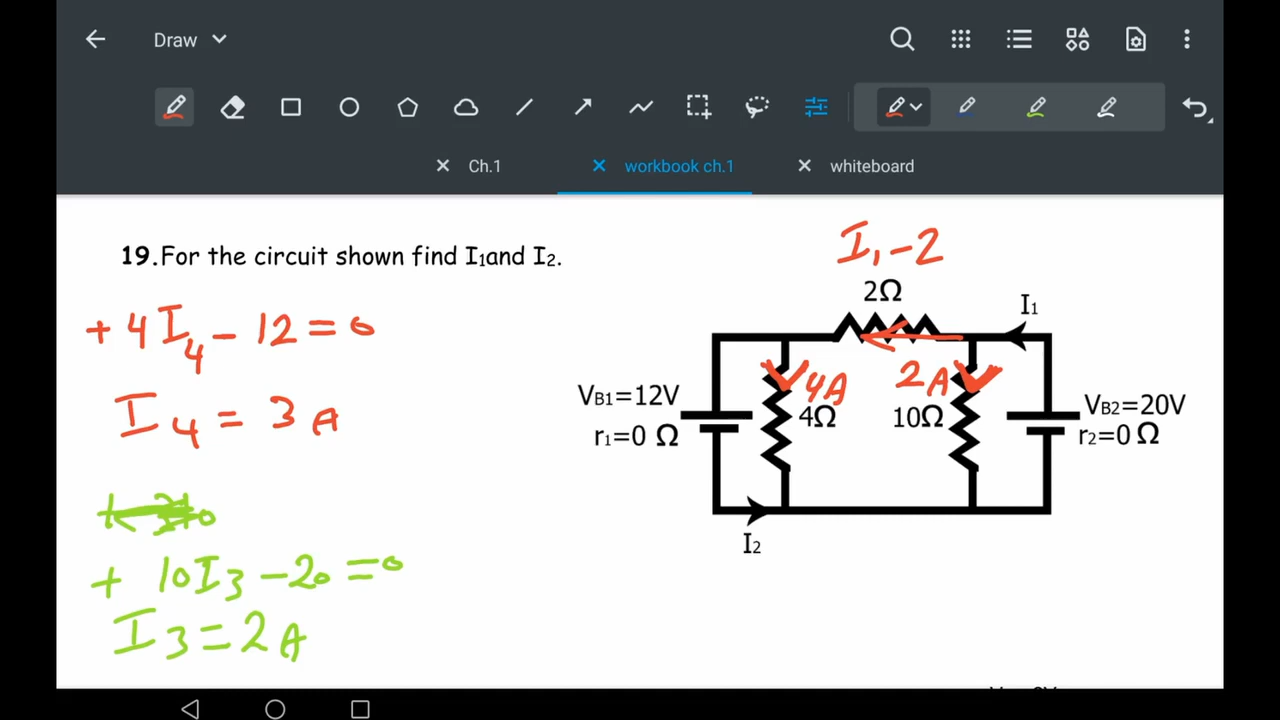 Draw
Ch.1
workbook ch.1
whiteboard
19.For the circuit shown find I₁and I₂.
I₁-2
2Ω
I₁
+ 4I₄ - 12 = 0
I₄ = 3 A
VB1=12V
r₁=0 Ω
4A
4Ω
2A
10Ω
VB2=20V
r₂=0 Ω
I₂
+ 10I₃ - 20 = 0
I₃ = 2 A